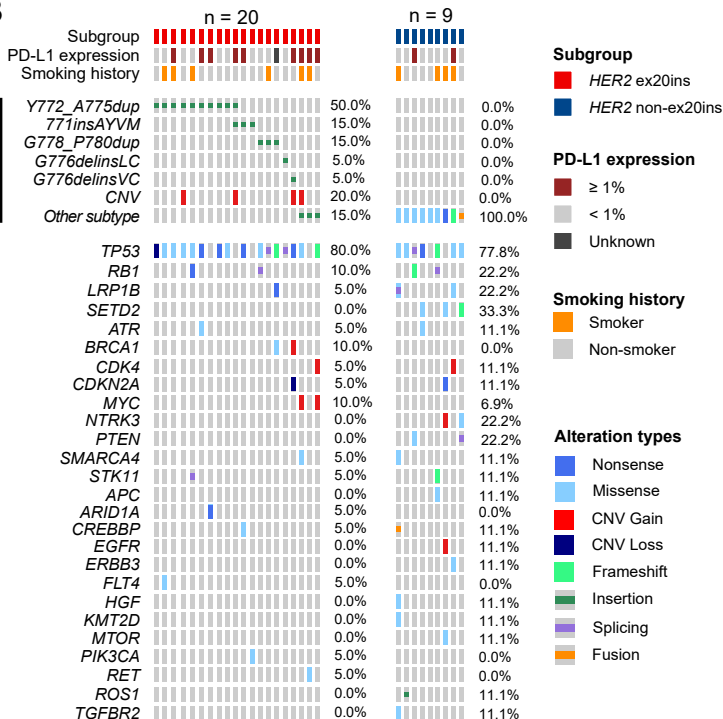 n = 20 n = 9
Subgroup
PD-L1 expression
Smoking history
Y772_A775dup 50.0% 0.0%
771insAYVM 15.0% 0.0%
G778_P780dup 15.0% 0.0%
G776delinsLC 5.0% 0.0%
G776delinsVC 5.0% 0.0%
CNV 20.0% 0.0%
Other subtype 15.0% 100.0%
TP53 80.0% 77.8%
RB1 10.0% 22.2%
LRP1B 5.0% 22.2%
SETD2 0.0% 33.3%
ATR 5.0% 11.1%
BRCA1 10.0% 0.0%
CDK4 5.0% 11.1%
CDKN2A 5.0% 11.1%
MYC 10.0% 6.9%
NTRK3 0.0% 22.2%
PTEN 0.0% 22.2%
SMARCA4 5.0% 11.1%
STK11 5.0% 11.1%
APC 0.0% 11.1%
ARID1A 5.0% 0.0%
CREBBP 5.0% 11.1%
EGFR 0.0% 11.1%
ERBB3 0.0% 11.1%
FLT4 5.0% 0.0%
HGF 0.0% 11.1%
KMT2D 0.0% 11.1%
MTOR 0.0% 11.1%
PIK3CA 5.0% 0.0%
RET 5.0% 0.0%
ROS1 0.0% 11.1%
TGFBR2 0.0% 11.1%
Subgroup
HER2 ex20ins
HER2 non-ex20ins
PD-L1 expression
≥ 1%
< 1%
Unknown
Smoking history
Smoker
Non-smoker
Alteration types
Nonsense
Missense
CNV Gain
CNV Loss
Frameshift
Insertion
Splicing
Fusion